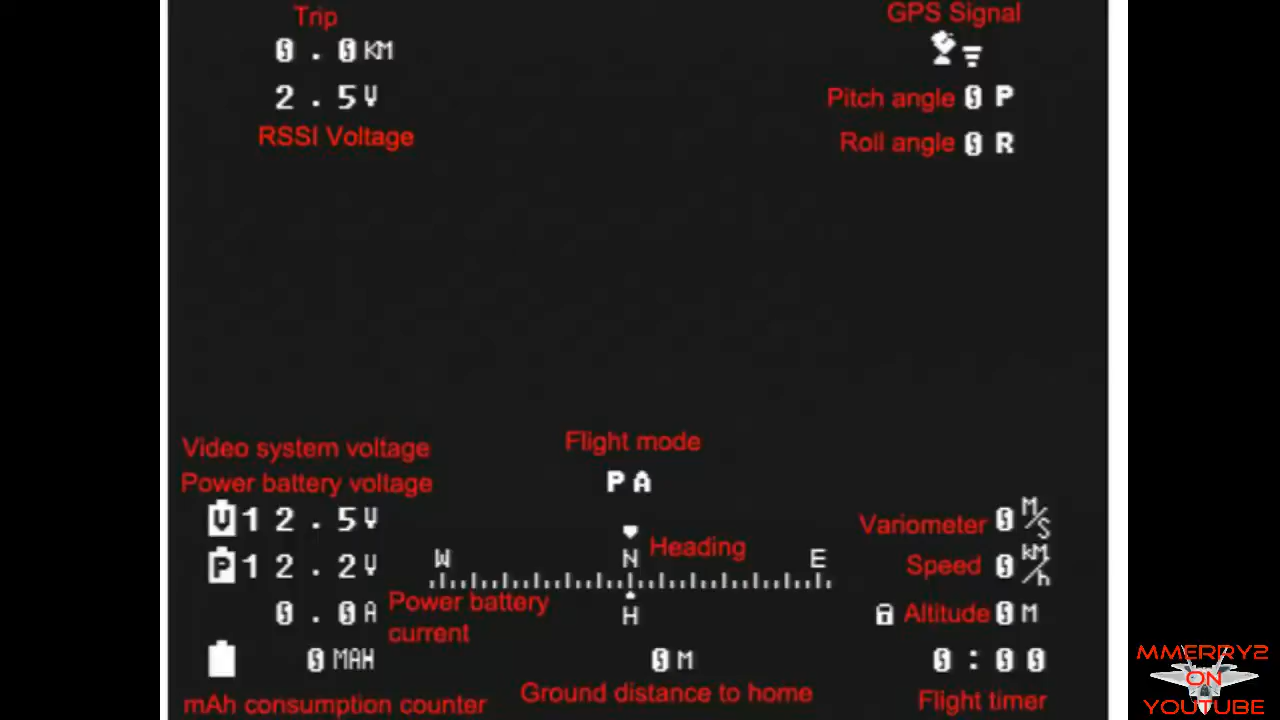 Trip
GPS Signal
0.0KM
2.5V
Pitch angle 0 P
RSSI Voltage
Roll angle 0 R
Video system voltage
Flight mode
Power battery voltage
PA
V12.5V
Variometer 0 M/S
Heading
W N E
P12.2V
Speed 0 KM/h
0.0A
Power battery
current
H
Altitude 0 M
0 MAH
0 M
0:00
mAh consumption counter
Ground distance to home
Flight timer
MMERRY2
ON
YOUTUBE